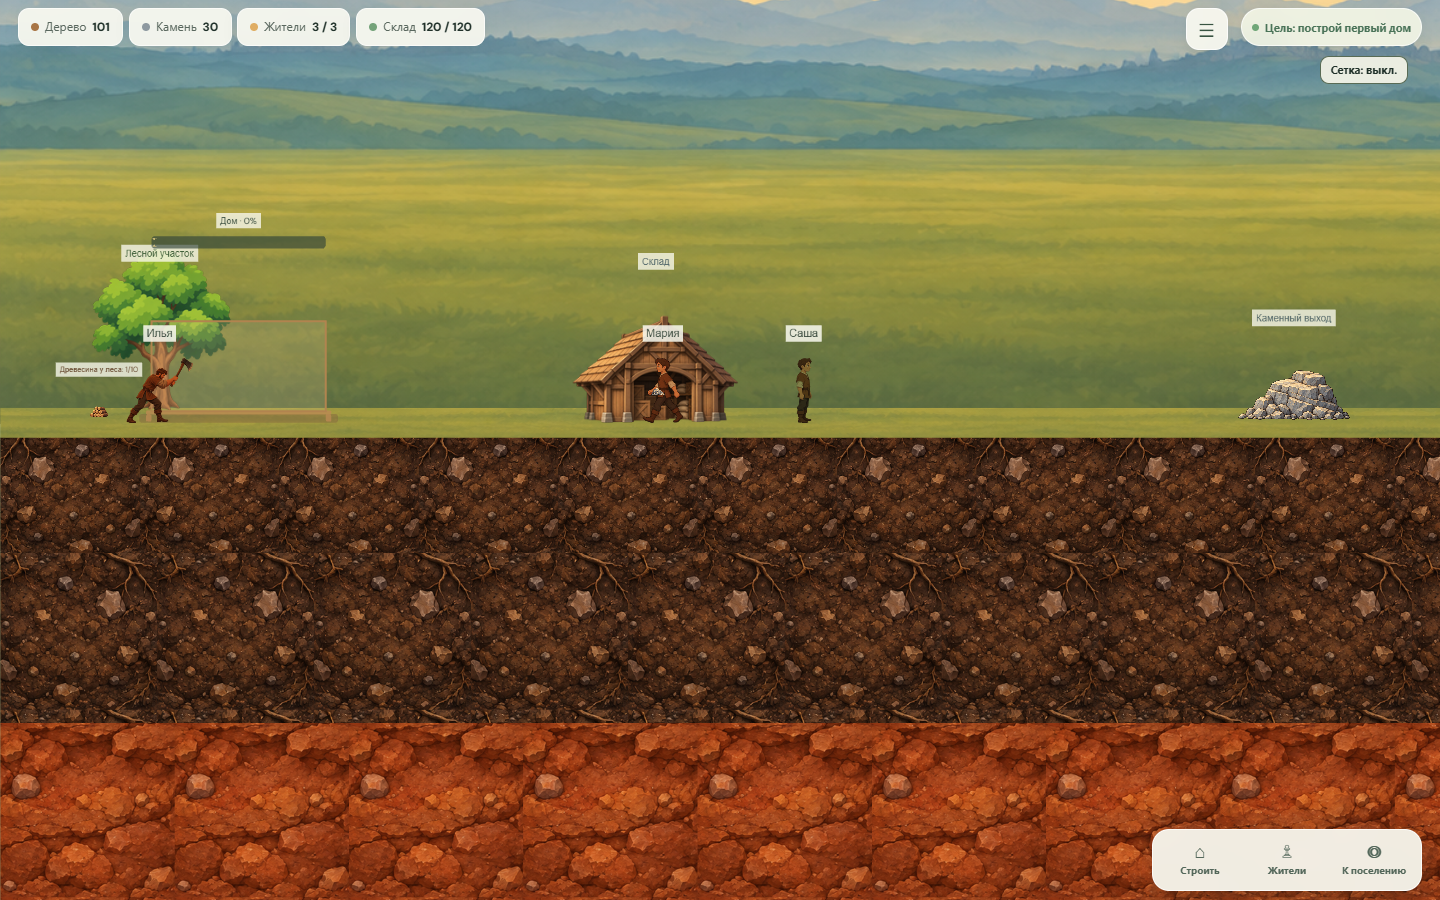 Дерево 101
Камень 30
Жители 3 / 3
Склад 120 / 120
Цель: построй первый дом
Сетка: выкл.
Дом · 0%
Лесной участок
Склад
Каменный выход
Илья
Мария
Саша
Древесина у леса: 1/10
Строить
Жители
К поселению